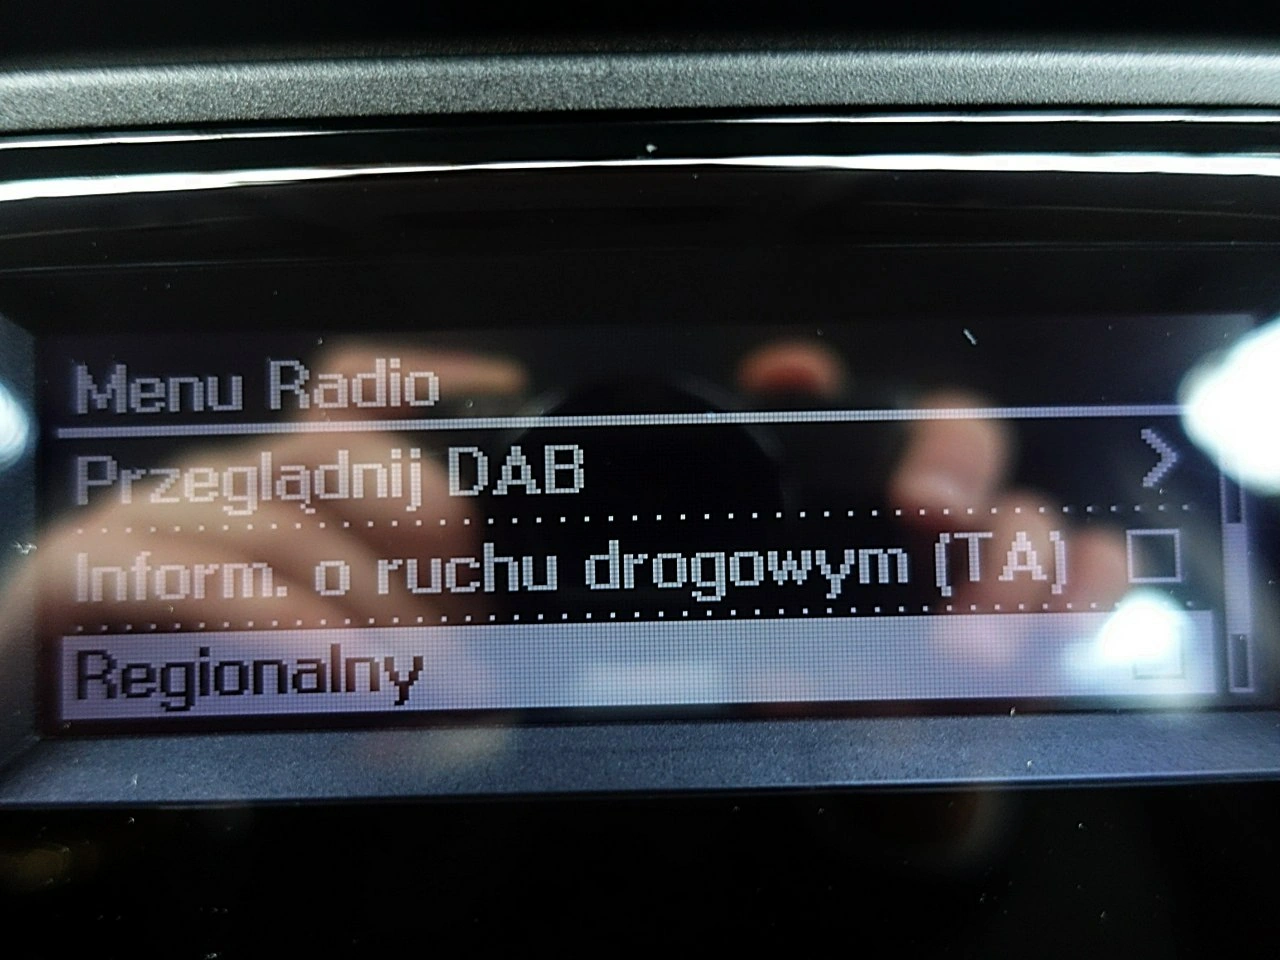 Menu Radio
Przeglądnij DAB
Inform. o ruchu drogowym (TA)
Regionalny